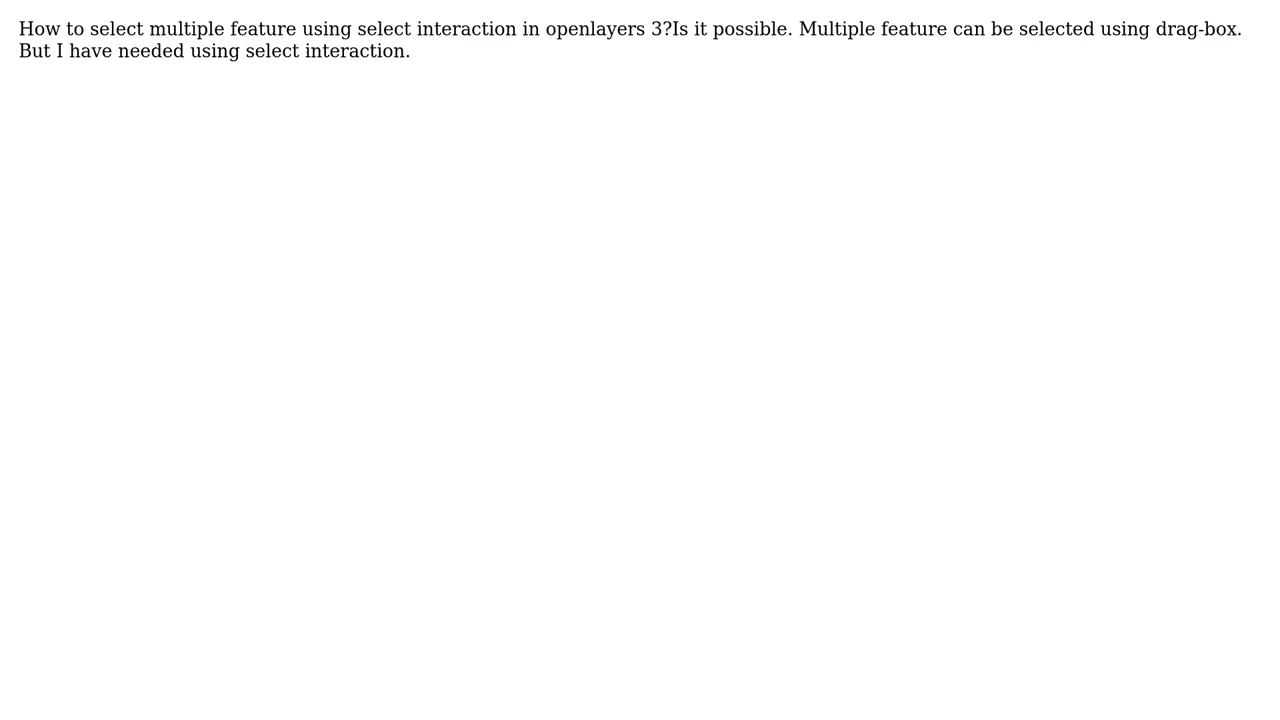 How to select multiple feature using select interaction in openlayers 3?Is it possible. Multiple feature can be selected using drag-box.
But I have needed using select interaction.